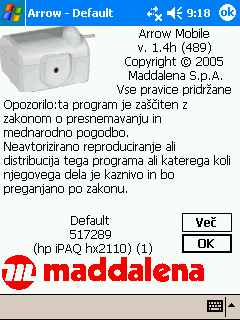 Arrow - Default 9:18 ok
Arrow Mobile
v. 1.4h (489)
Copyright © 2005
Maddalena S.p.A.
Vse pravice pridržane
Opozorilo:ta program je zaščiten z
zakonom o presnemavanju in
mednarodno pogodbo.
Neavtorizirano reproduciranje ali
distribucija tega programa ali katerega koli
njegovega dela je kaznivo in bo
preganjano po zakonu.
Default
517289
(hp iPAQ hx2110) (1)
Več
OK
m maddalena